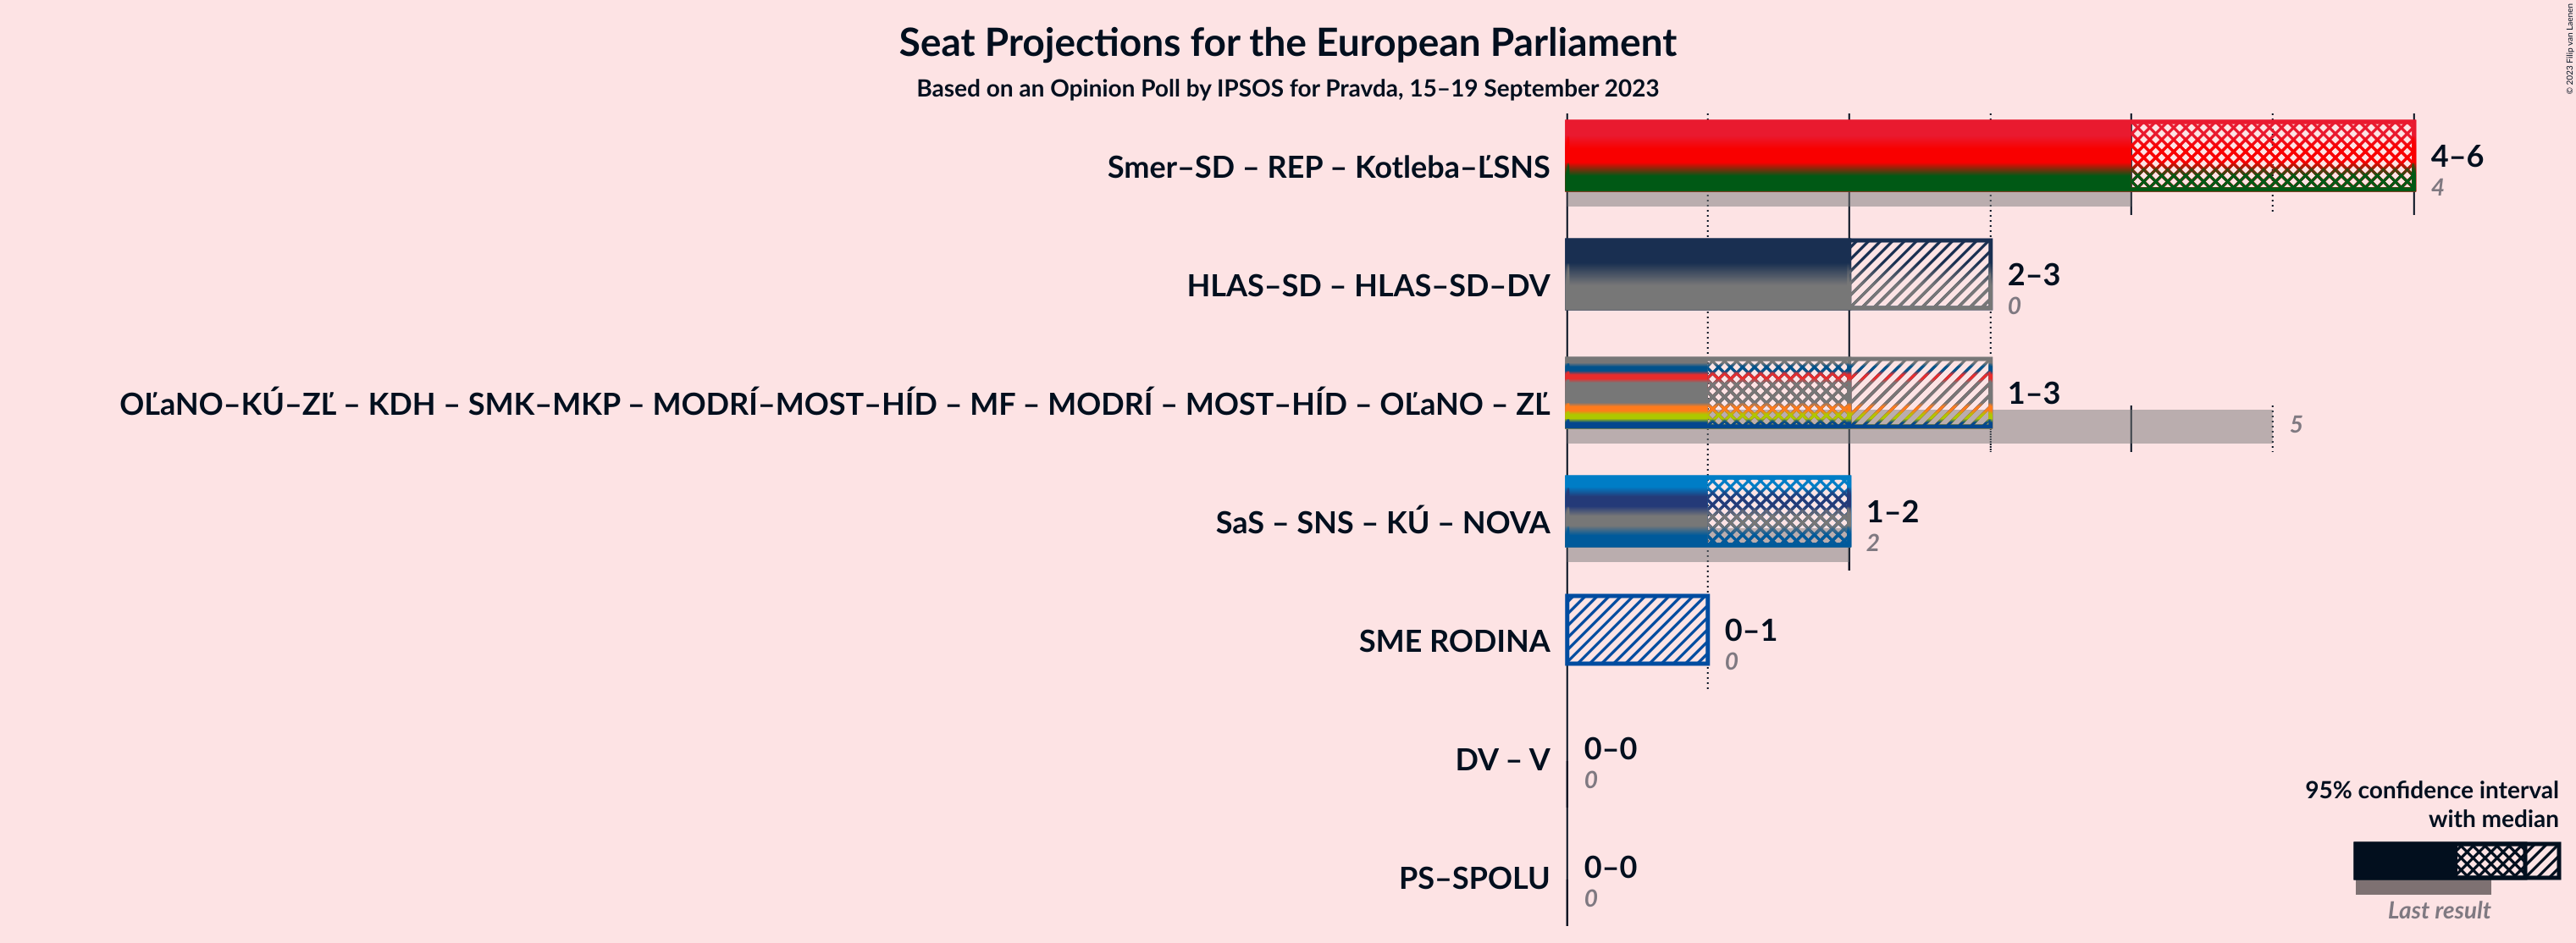 Seat Projections for the European Parliament
Based on an Opinion Poll by IPSOS for Pravda, 15–19 September 2023
© 2023 Filip van Laenen
Smer–SD – REP – Kotleba–ĽSNS
4–6
4
HLAS–SD – HLAS–SD–DV
2–3
0
OĽaNO–KÚ–ZĽ – KDH – SMK–MKP – MODRÍ–MOST–HÍD – MF – MODRÍ – MOST–HÍD – OĽaNO – ZĽ
1–3
5
SaS – SNS – KÚ – NOVA
1–2
2
SME RODINA
0–1
0
DV – V
0–0
0
PS–SPOLU
0–0
0
95% confidence interval
with median
Last result